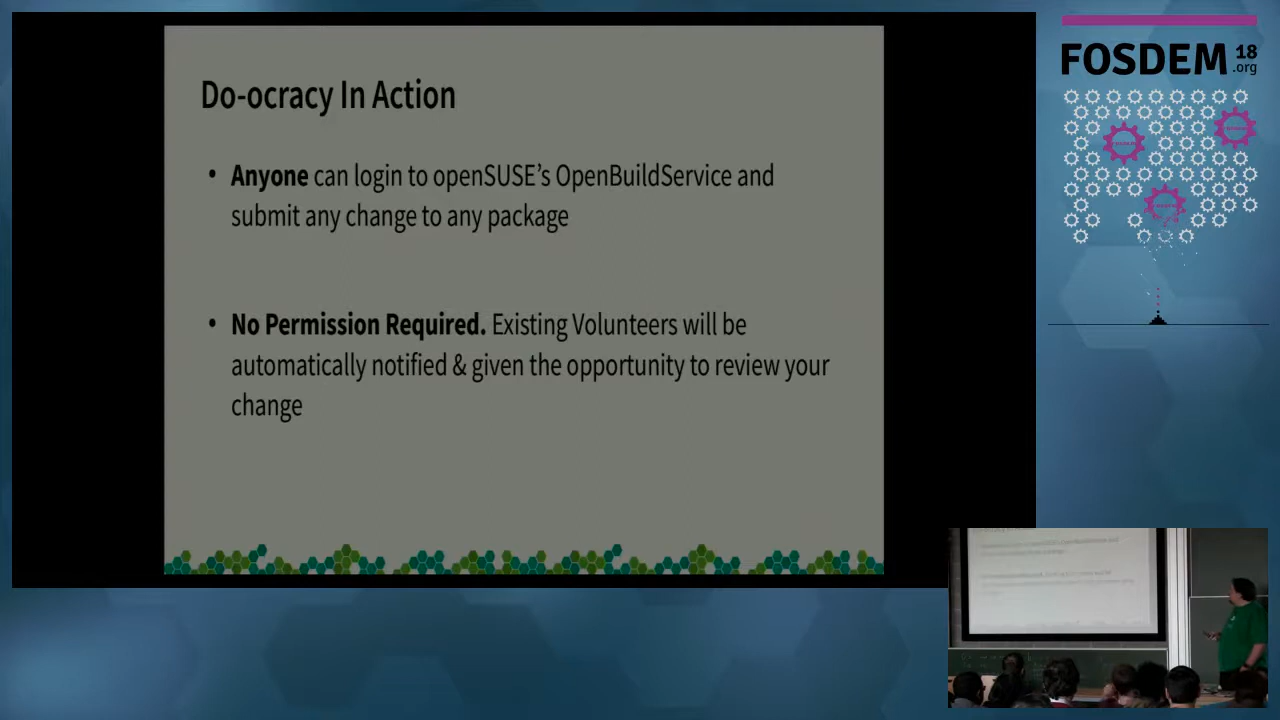 Do-ocracy In Action
• Anyone can login to openSUSE’s OpenBuildService and
submit any change to any package
• No Permission Required. Existing Volunteers will be
automatically notified & given the opportunity to review your
change
FOSDEM 18
.org